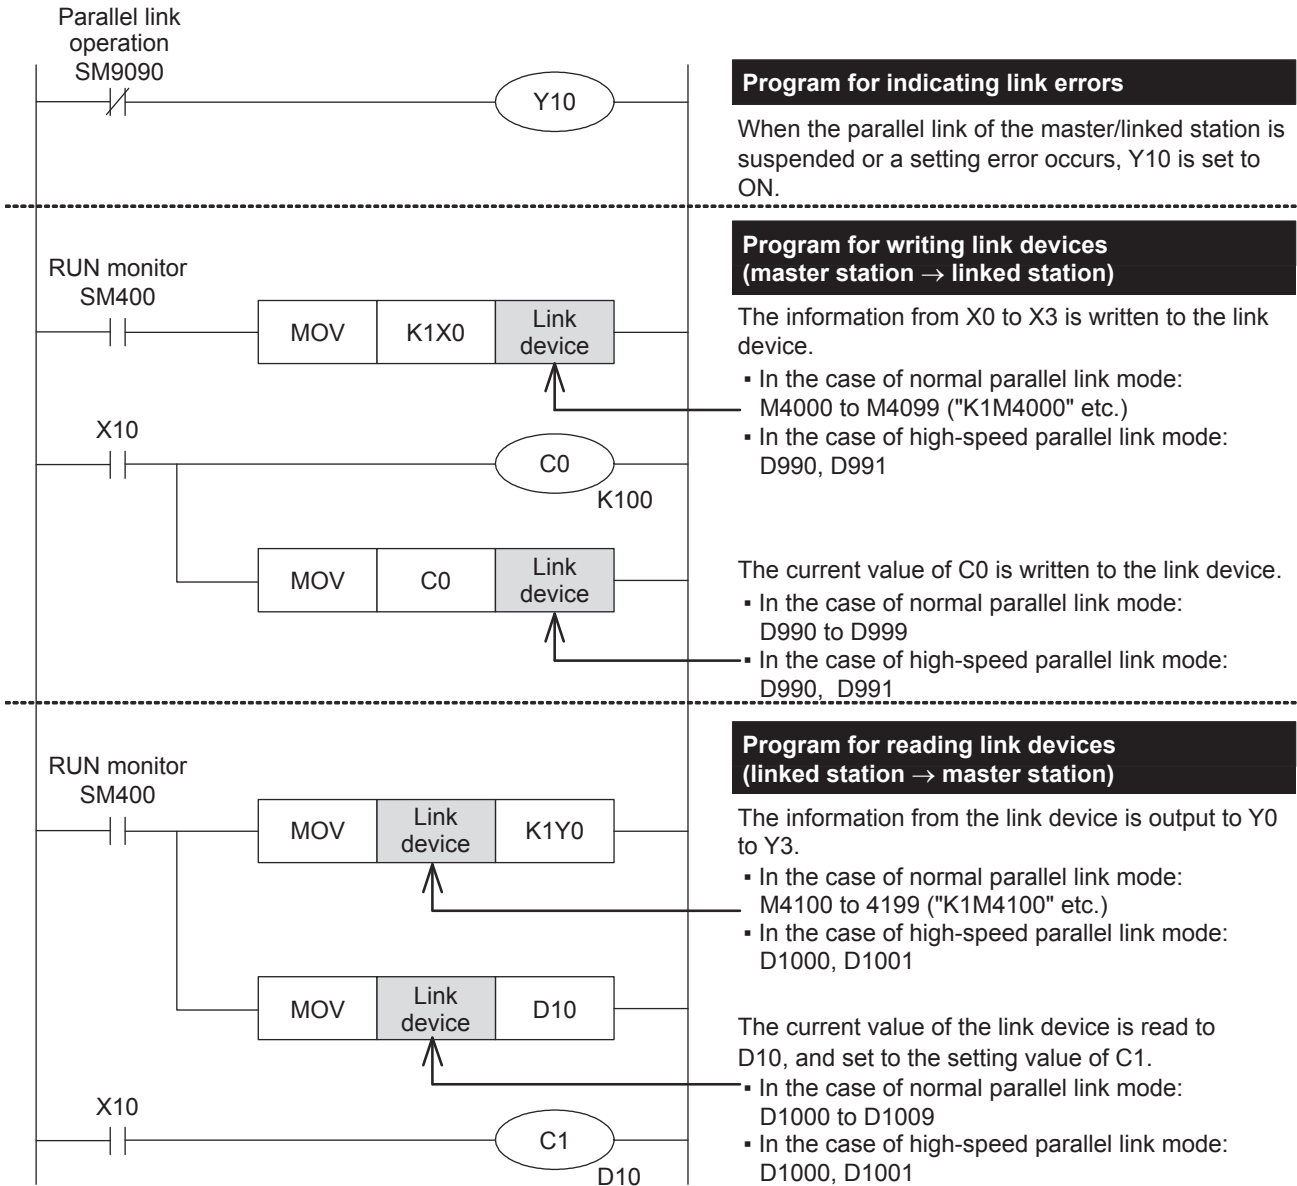 Parallel link
operation
SM9090
Y10
Program for indicating link errors
When the parallel link of the master/linked station is
suspended or a setting error occurs, Y10 is set to
ON.
RUN monitor
SM400
MOV K1X0 Link
device
Program for writing link devices
(master station → linked station)
The information from X0 to X3 is written to the link
device.
▪ In the case of normal parallel link mode:
M4000 to M4099 ("K1M4000" etc.)
▪ In the case of high-speed parallel link mode:
D990, D991
X10
C0
K100
MOV C0 Link
device
The current value of C0 is written to the link device.
▪ In the case of normal parallel link mode:
D990 to D999
▪ In the case of high-speed parallel link mode:
D990, D991
RUN monitor
SM400
MOV Link
device K1Y0
Program for reading link devices
(linked station → master station)
The information from the link device is output to Y0
to Y3.
▪ In the case of normal parallel link mode:
M4100 to 4199 ("K1M4100" etc.)
▪ In the case of high-speed parallel link mode:
D1000, D1001
MOV Link
device D10
The current value of the link device is read to
D10, and set to the setting value of C1.
▪ In the case of normal parallel link mode:
D1000 to D1009
▪ In the case of high-speed parallel link mode:
D1000, D1001
X10
C1
D10